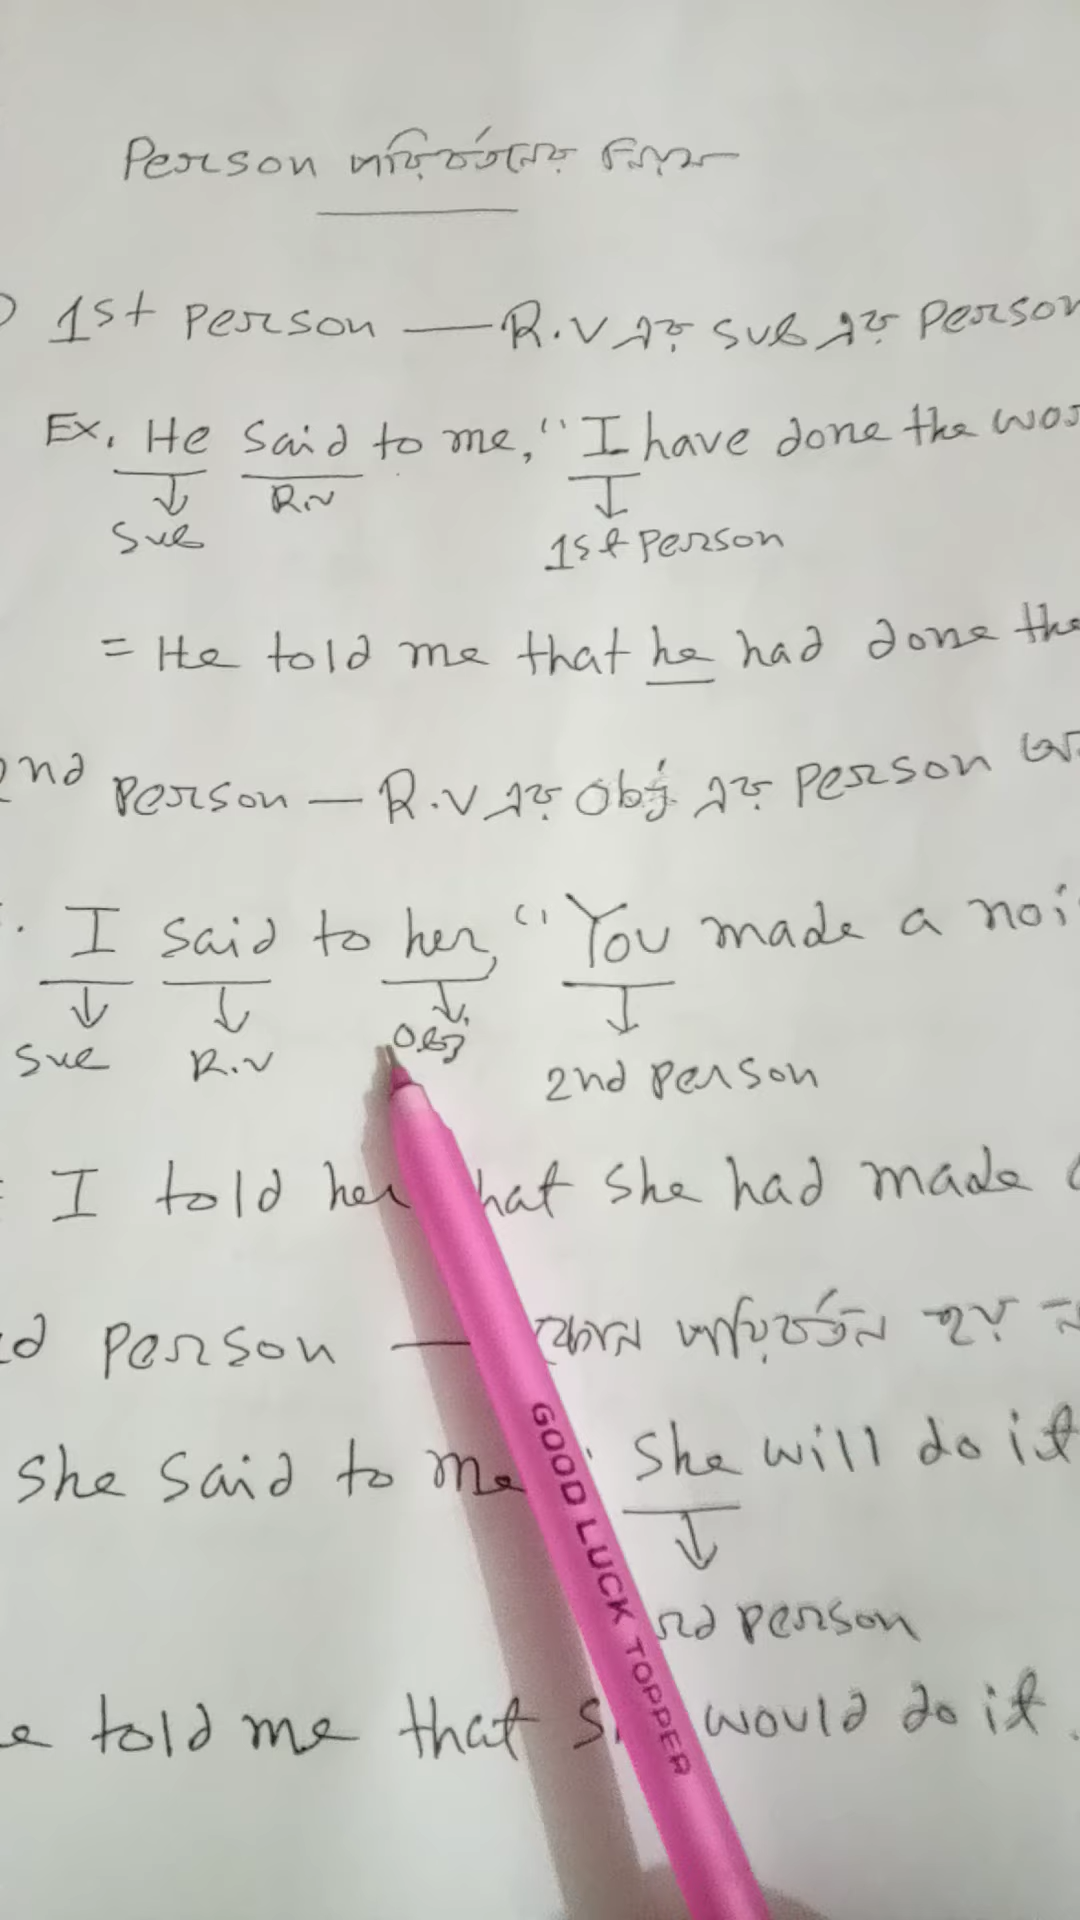 Person পরিবর্তনের নিয়ম
1st person — R.V এর sub এর person
Ex. He said to me, "I have done the
Sub R.V 1st person
= He told me that he had done the
2nd person — R.V এর obj এর person
I said to her, "You made a noi
Sub R.V Obj 2nd person
= I told her that she had made
person — কোন পরিবর্তন হয় না
She said to me She will do it
rd person
told me that would do it.
GOOD LUCK TOPPER